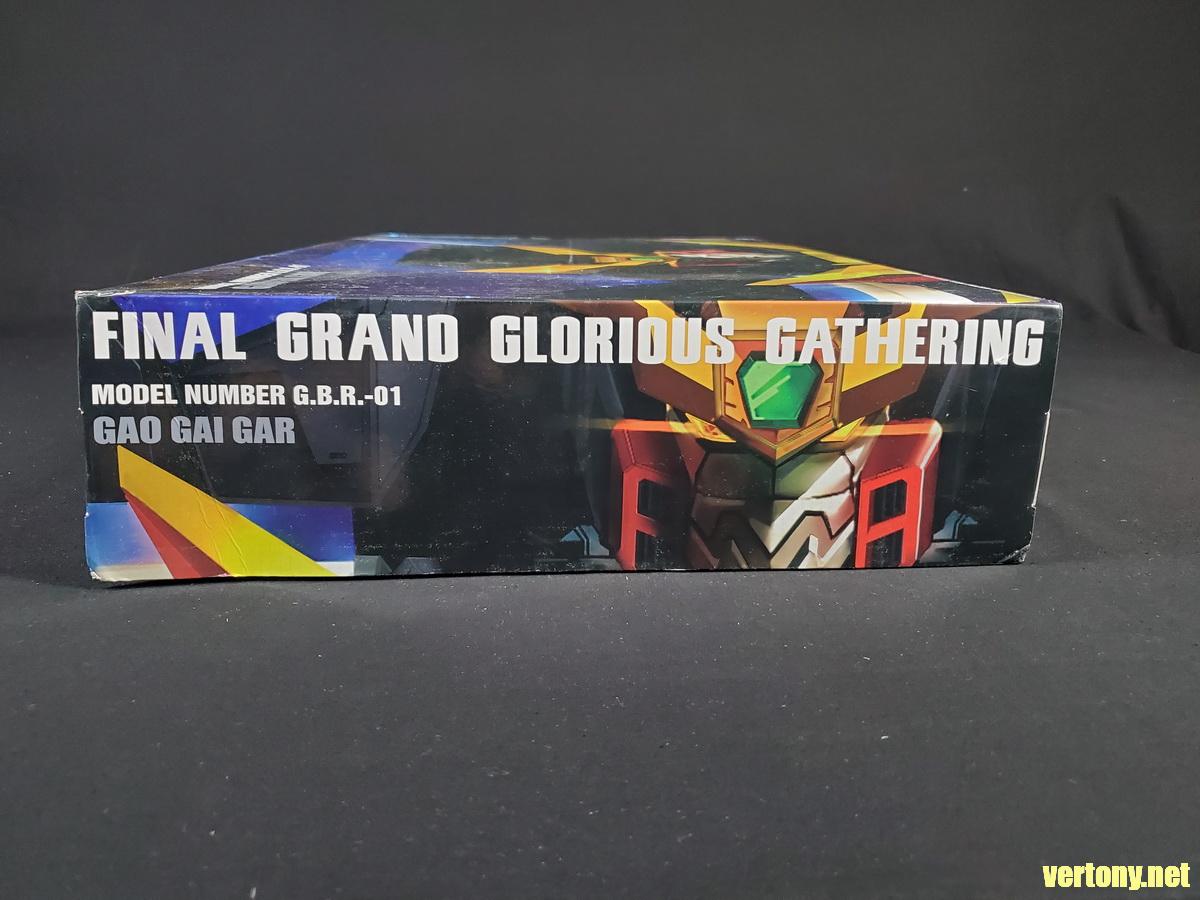 FINAL GRAND GLORIOUS GATHERING
MODEL NUMBER G.B.R.-01
GAO GAI GAR
vertony.net